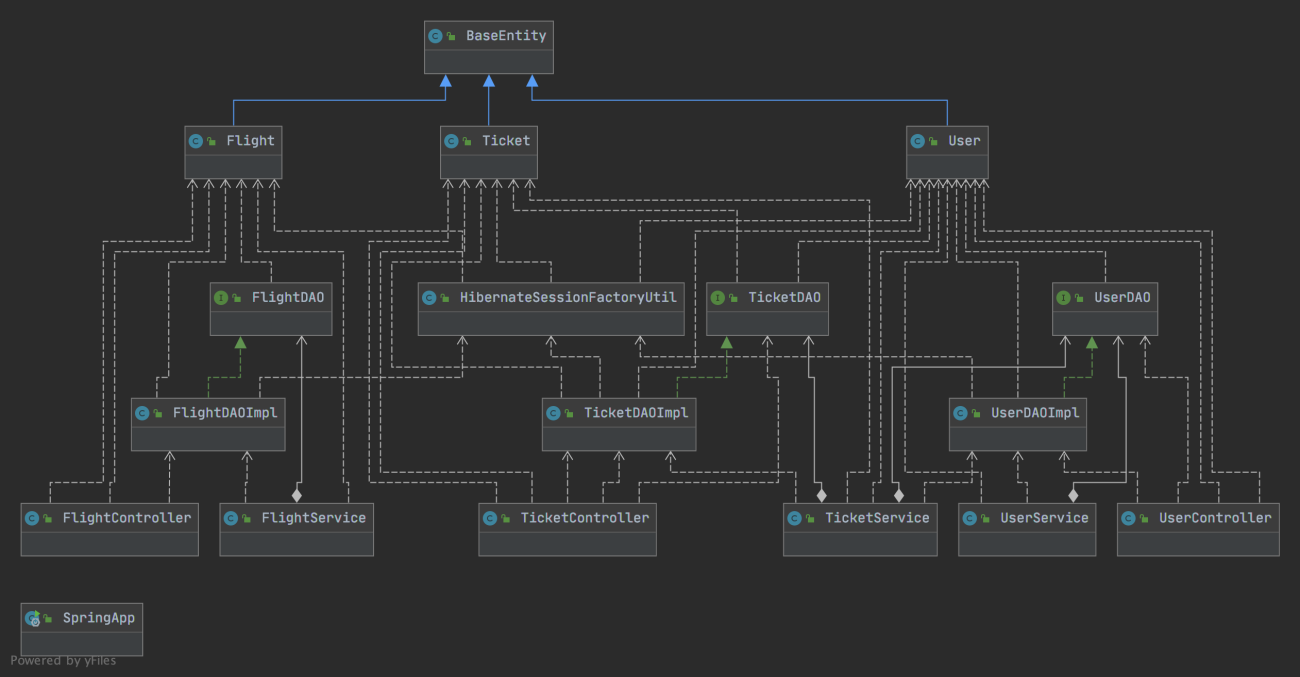 BaseEntity
Flight
Ticket
User
FlightDAO
HibernateSessionFactoryUtil
TicketDAO
UserDAO
FlightDAOImpl
TicketDAOImpl
UserDAOImpl
FlightController
FlightService
TicketController
TicketService
UserService
UserController
SpringApp
Powered by yFiles